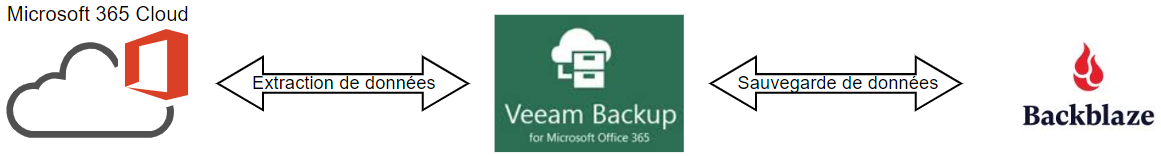 Microsoft 365 Cloud
Extraction de données
Veeam Backup
for Microsoft Office 365
Sauvegarde de données
Backblaze